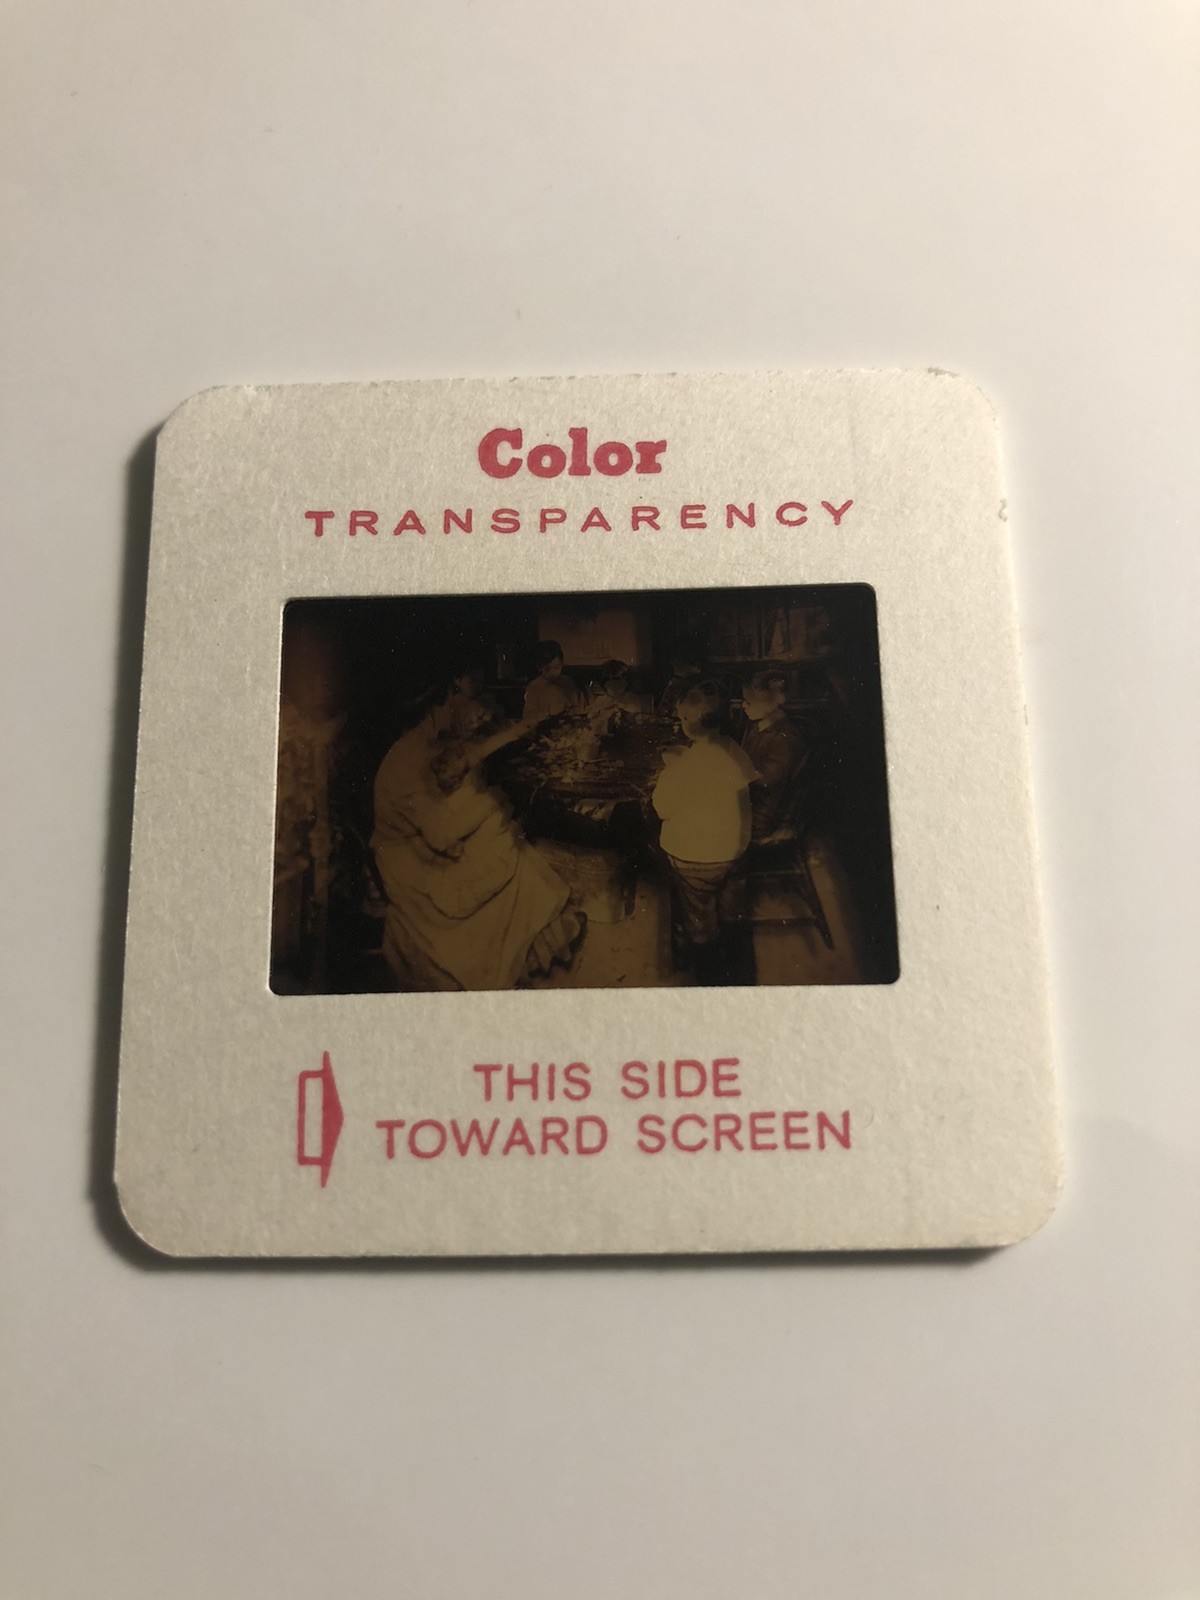 Color
TRANSPARENCY
THIS SIDE
TOWARD SCREEN